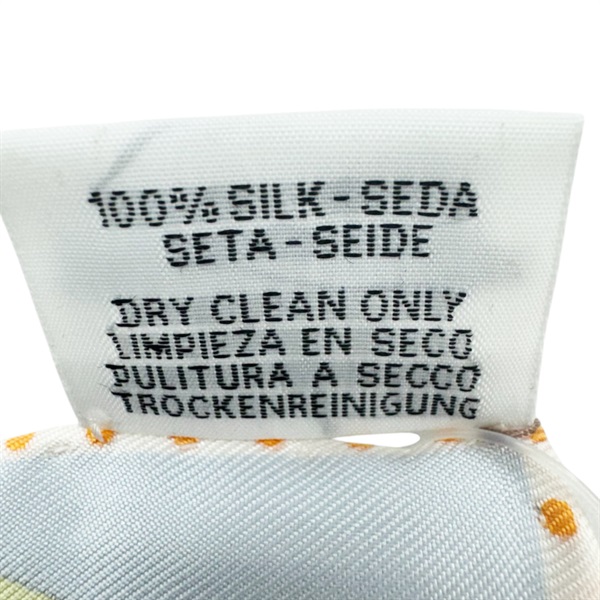 100% SILK-SEDA
SETA-SEIDE
DRY CLEAN ONLY
LIMPIEZA EN SECO
PULITURA A SECCO
TROCKENREINIGUNG